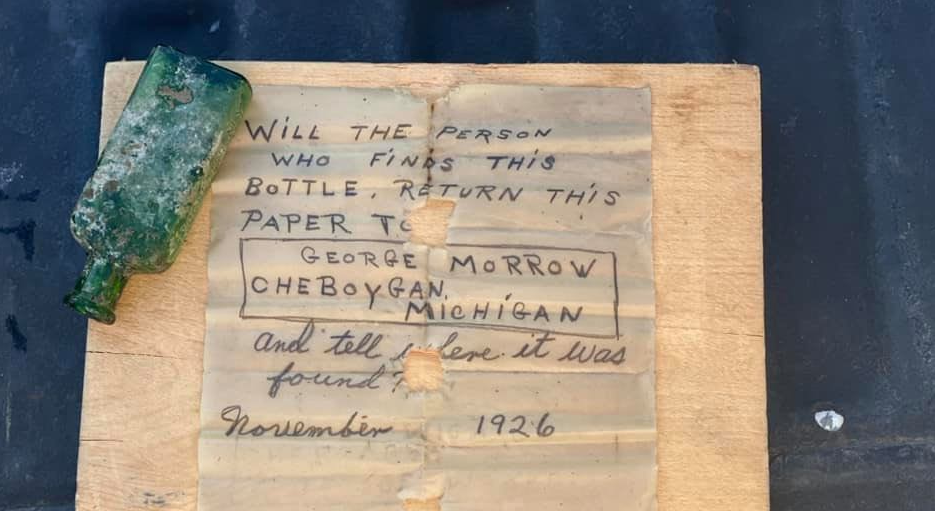 WiLL THE PERSON
WHO FiNDS THiS
BoTTLE, RETURN THiS
PAPER TO
GEORGE MoRROW
CHEBoYGAN,
MiCHiGAN
and tell where it was
found?
November 1926